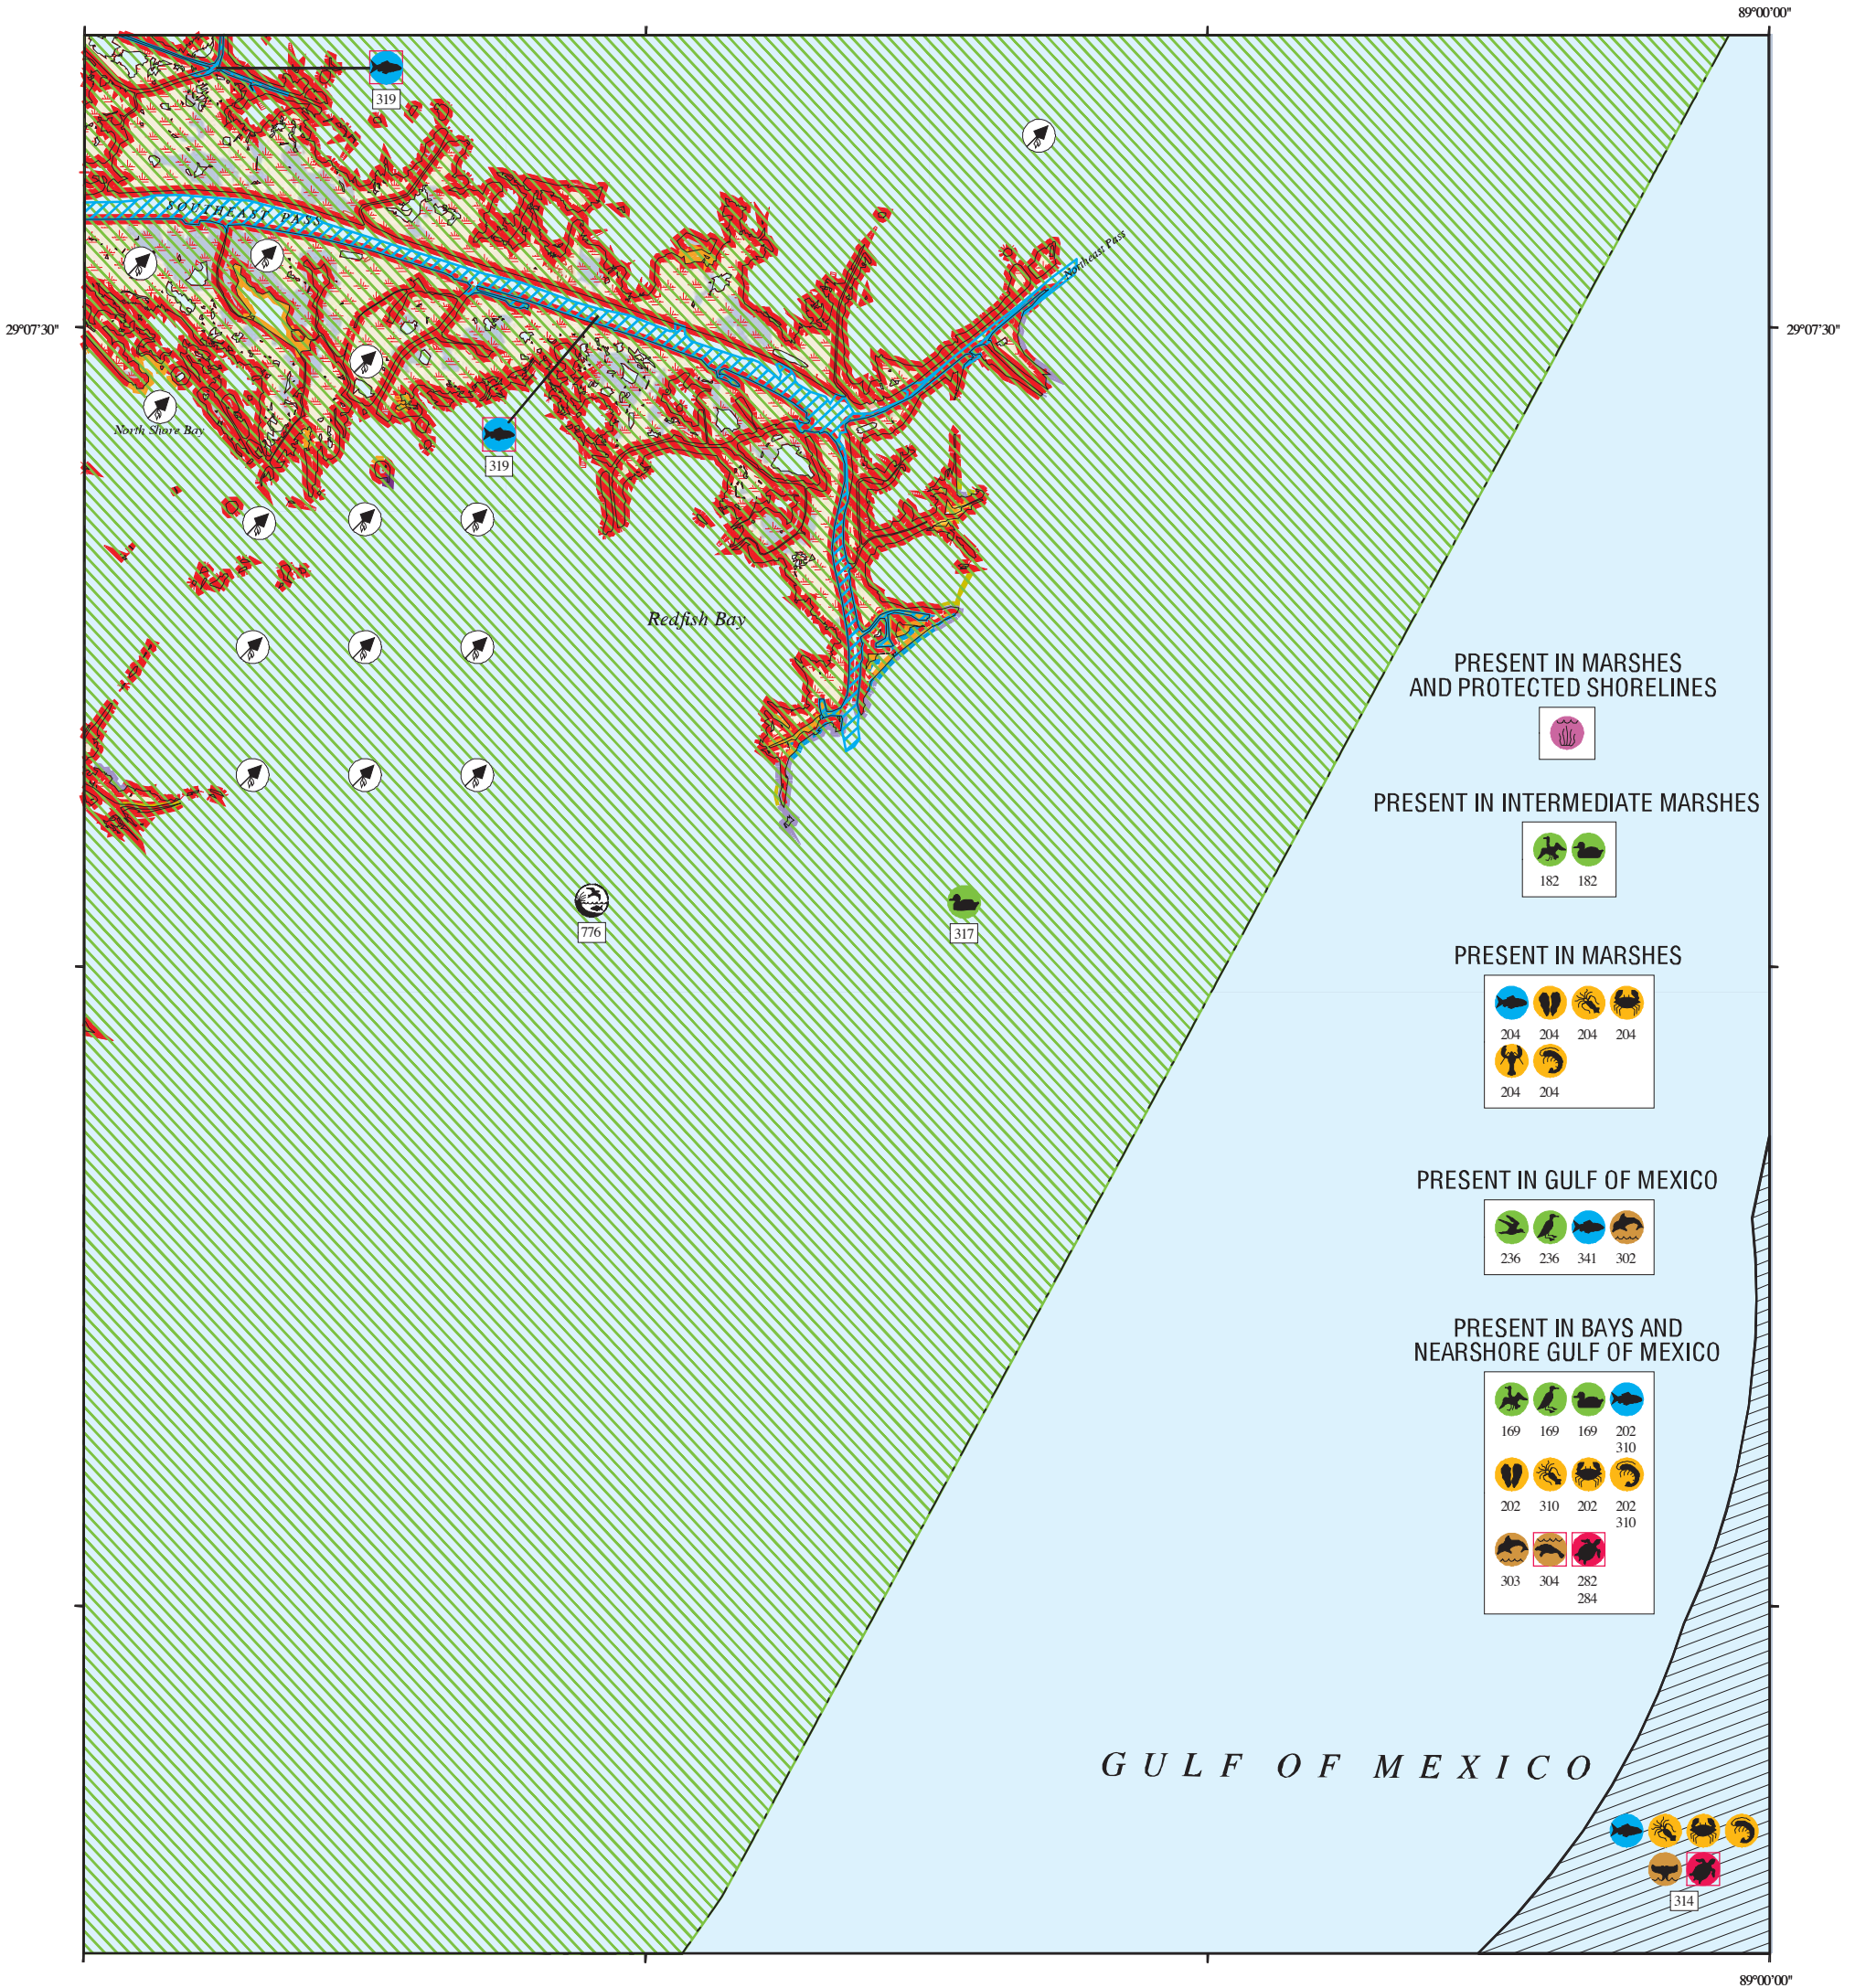 89°00'00"
319
SOUTHEAST PASS
Northeast Pass
29°07'30"
29°07'30"
North Shore Bay
319
Redfish Bay
PRESENT IN MARSHES
AND PROTECTED SHORELINES
PRESENT IN INTERMEDIATE MARSHES
182 182
776
317
PRESENT IN MARSHES
204 204 204 204
204 204
PRESENT IN GULF OF MEXICO
236 236 341 302
PRESENT IN BAYS AND
NEARSHORE GULF OF MEXICO
169 169 169 202
310
202 310 202 202
310
303 304 282
284
GULF OF MEXICO
314
89°00'00"